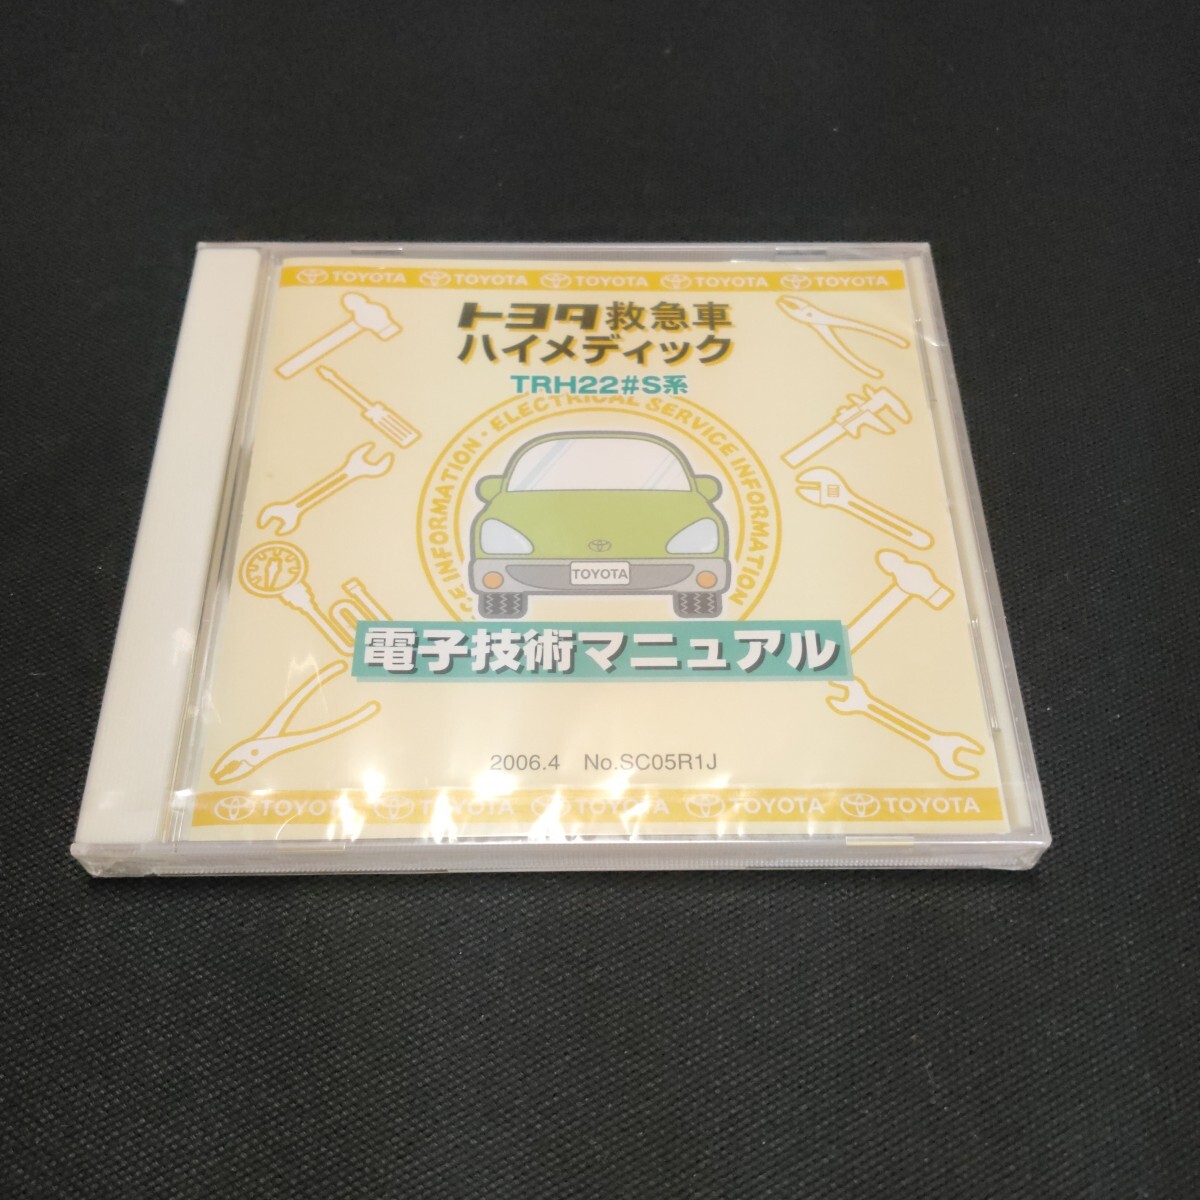 TOYOTA TOYOTA TOYOTA TOYOTA TOYOTA
トヨタ救急車
ハイメディック
TRH22#S系
CE INFORMATION・ELECTRICAL SERVICE INFORMATION
TOYOTA
電子技術マニュアル
2006.4 No.SC05R1J
TOYOTA TOYOTA TOYOTA TOYOTA TOYOTA